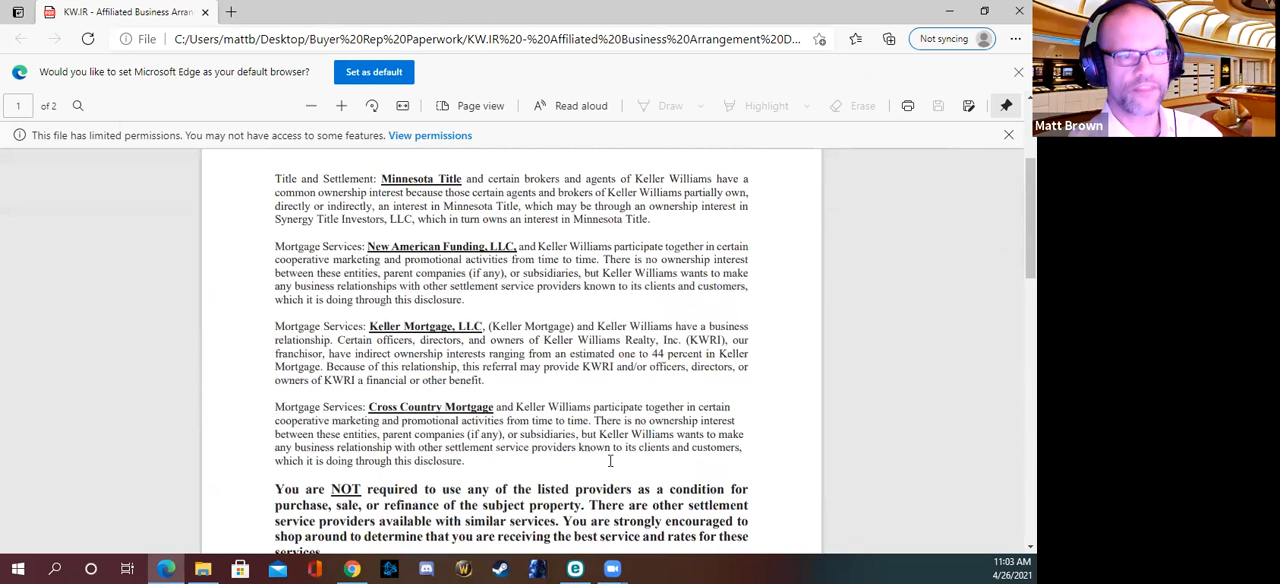 KW.IR - Affiliated Business Arran
File
C:/Users/mattb/Desktop/Buyer%20Rep%20Paperwork/KW.IR%20-%20Affiliated%20Business%20Arrangement%20D...
Not syncing
Would you like to set Microsoft Edge as your default browser?
Set as default
1 of 2
Page view
Read aloud
Draw
Highlight
Erase
This file has limited permissions. You may not have access to some features. View permissions
Matt Brown
Title and Settlement: Minnesota Title and certain brokers and agents of Keller Williams have a
common ownership interest because those certain agents and brokers of Keller Williams partially own,
directly or indirectly, an interest in Minnesota Title, which may be through an ownership interest in
Synergy Title Investors, LLC, which in turn owns an interest in Minnesota Title.
Mortgage Services: New American Funding, LLC, and Keller Williams participate together in certain
cooperative marketing and promotional activities from time to time. There is no ownership interest
between these entities, parent companies (if any), or subsidiaries, but Keller Williams wants to make
any business relationships with other settlement service providers known to its clients and customers,
which it is doing through this disclosure.
Mortgage Services: Keller Mortgage, LLC, (Keller Mortgage) and Keller Williams have a business
relationship. Certain officers, directors, and owners of Keller Williams Realty, Inc. (KWRI), our
franchisor, have indirect ownership interests ranging from an estimated one to 44 percent in Keller
Mortgage. Because of this relationship, this referral may provide KWRI and/or officers, directors, or
owners of KWRI a financial or other benefit.
Mortgage Services: Cross Country Mortgage and Keller Williams participate together in certain
cooperative marketing and promotional activities from time to time. There is no ownership interest
between these entities, parent companies (if any), or subsidiaries, but Keller Williams wants to make
any business relationship with other settlement service providers known to its clients and customers,
which it is doing through this disclosure.
You are NOT required to use any of the listed providers as a condition for
purchase, sale, or refinance of the subject property. There are other settlement
service providers available with similar services. You are strongly encouraged to
shop around to determine that you are receiving the best service and rates for these
services.
11:03 AM
4/26/2021